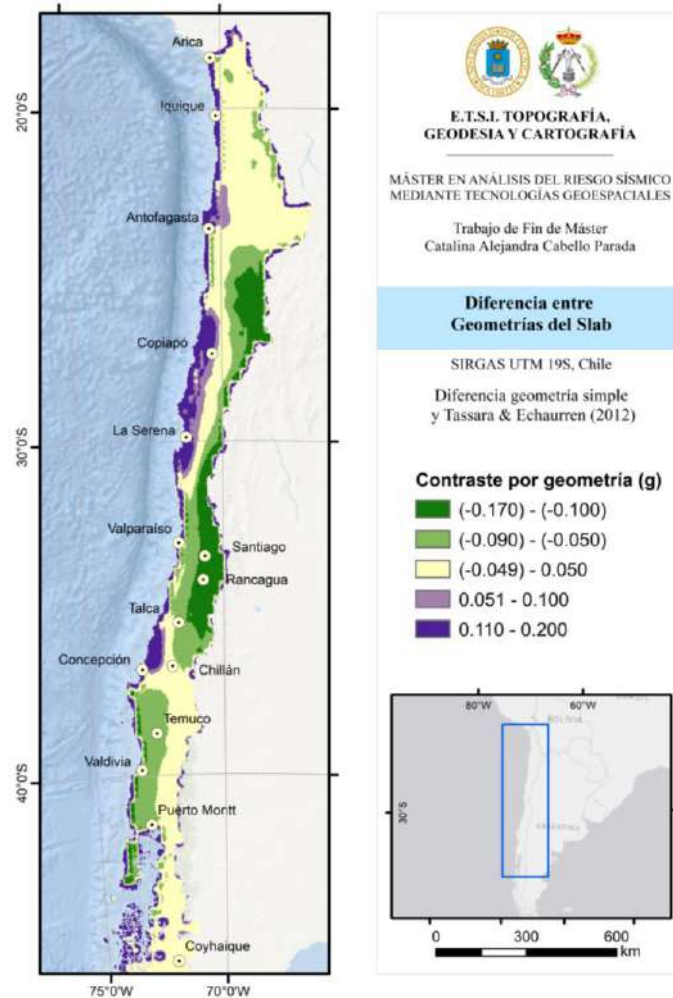 Arica
20°S
Iquique
Antofagasta
Copiapó
La Serena
30°S
Valparaíso
Santiago
Rancagua
Talca
Concepción
Chillán
Temuco
Valdivia
40°S
Puerto Montt
Coyhaique
75°0'W
70°0'W
E.T.S.I. TOPOGRAFÍA,
GEODESIA Y CARTOGRAFÍA
MÁSTER EN ANÁLISIS DEL RIESGO SÍSMICO
MEDIANTE TECNOLOGÍAS GEOESPACIALES
Trabajo de Fin de Máster
Catalina Alejandra Cabello Parada
Diferencia entre
Geometrías del Slab
SIRGAS UTM 19S, Chile
Diferencia geometría simple
y Tassara & Echaurren (2012)
Contraste por geometría (g)
(-0.170) - (-0.100)
(-0.090) - (-0.050)
(-0.049) - 0.050
0.051 - 0.100
0.110 - 0.200
80°W
60°W
BOLIVIA
30°S
ARGENTINA
0 300 600
km